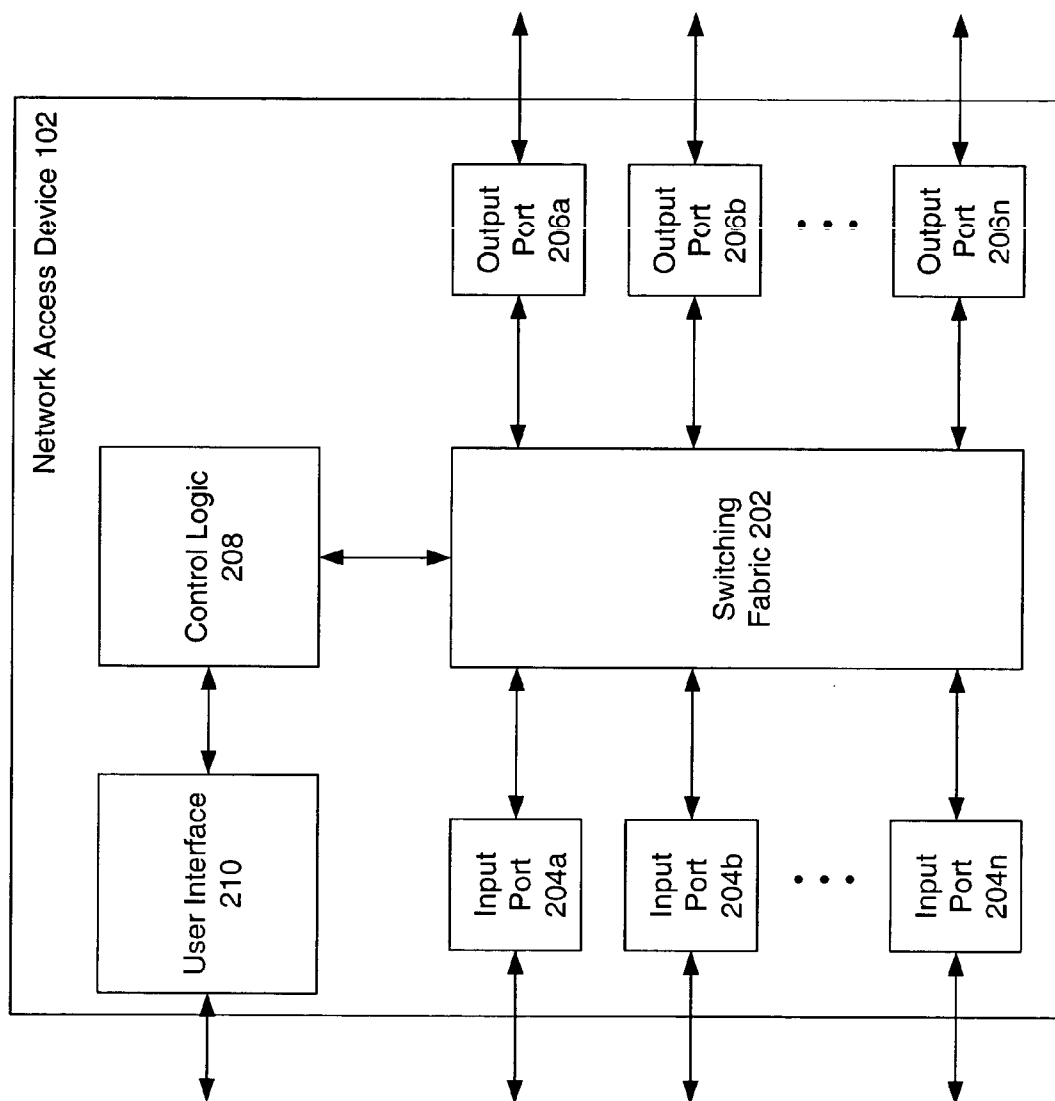 Network Access Device 102
User Interface
210
Control Logic
208
Input
Port
204a
Switching
Fabric 202
Output
Port
206a
Input
Port
204b
Output
Port
206b
Input
Port
204n
Output
Port
206n